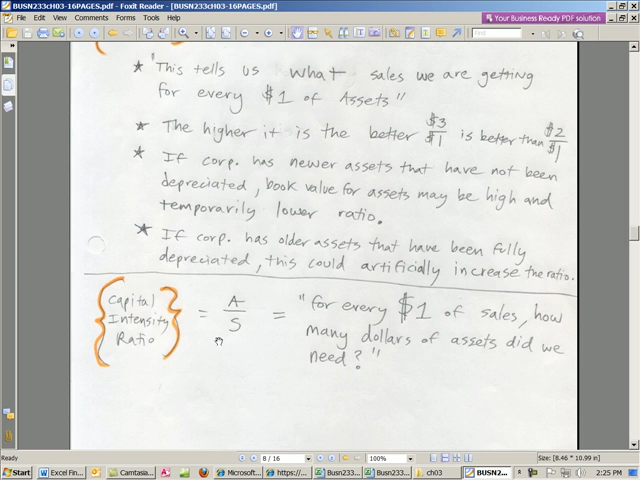 BUSN233cH03-16PAGES.pdf - Foxit Reader - [BUSN233cH03-16PAGES.pdf]
File Edit View Comments Forms Tools Help
Your Business Ready PDF solution
Find
"This tells us what sales we are getting
for every $1 of Assets"
The higher it is the better $3/$1 is better than $2/$1
If corp. has newer assets that have not been
depreciated, book value for assets may be high and
temporarily lower ratio.
If corp. has older assets that have been fully
depreciated, this could artificially increase the ratio.
{Capital Intensity Ratio} = A/S = "for every $1 of sales, how
many dollars of assets did we
need?"
Ready
8 / 16
100%
Size: [8.46 * 10.99 in]
Start
Excel Fin...
Camtasi...
Microsof...
https://...
Busn233...
Busn233...
ch03
BUSN2...
2:25 PM